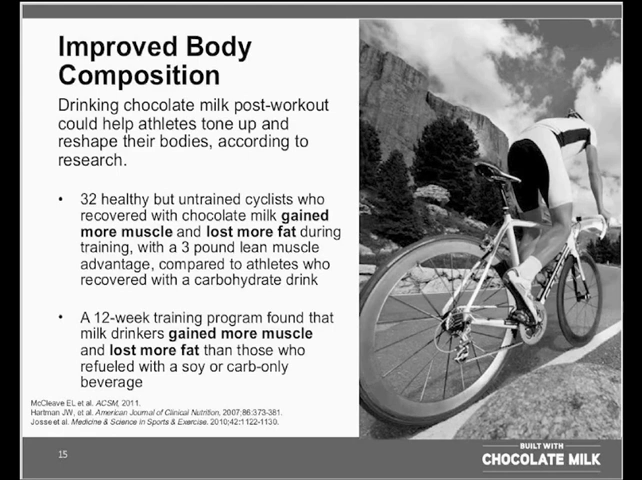 Improved Body
Composition
Drinking chocolate milk post-workout
could help athletes tone up and
reshape their bodies, according to
research.
• 32 healthy but untrained cyclists who
recovered with chocolate milk gained
more muscle and lost more fat during
training, with a 3 pound lean muscle
advantage, compared to athletes who
recovered with a carbohydrate drink
• A 12-week training program found that
milk drinkers gained more muscle
and lost more fat than those who
refueled with a soy or carb-only
beverage
McCleave EL et al. ACSM, 2011.
Hartman JW, et al. American Journal of Clinical Nutrition, 2007;86:373-381.
Josse et al. Medicine & Science in Sports & Exercise. 2010;42:1122-1130.
15
BUILT WITH
CHOCOLATE MILK